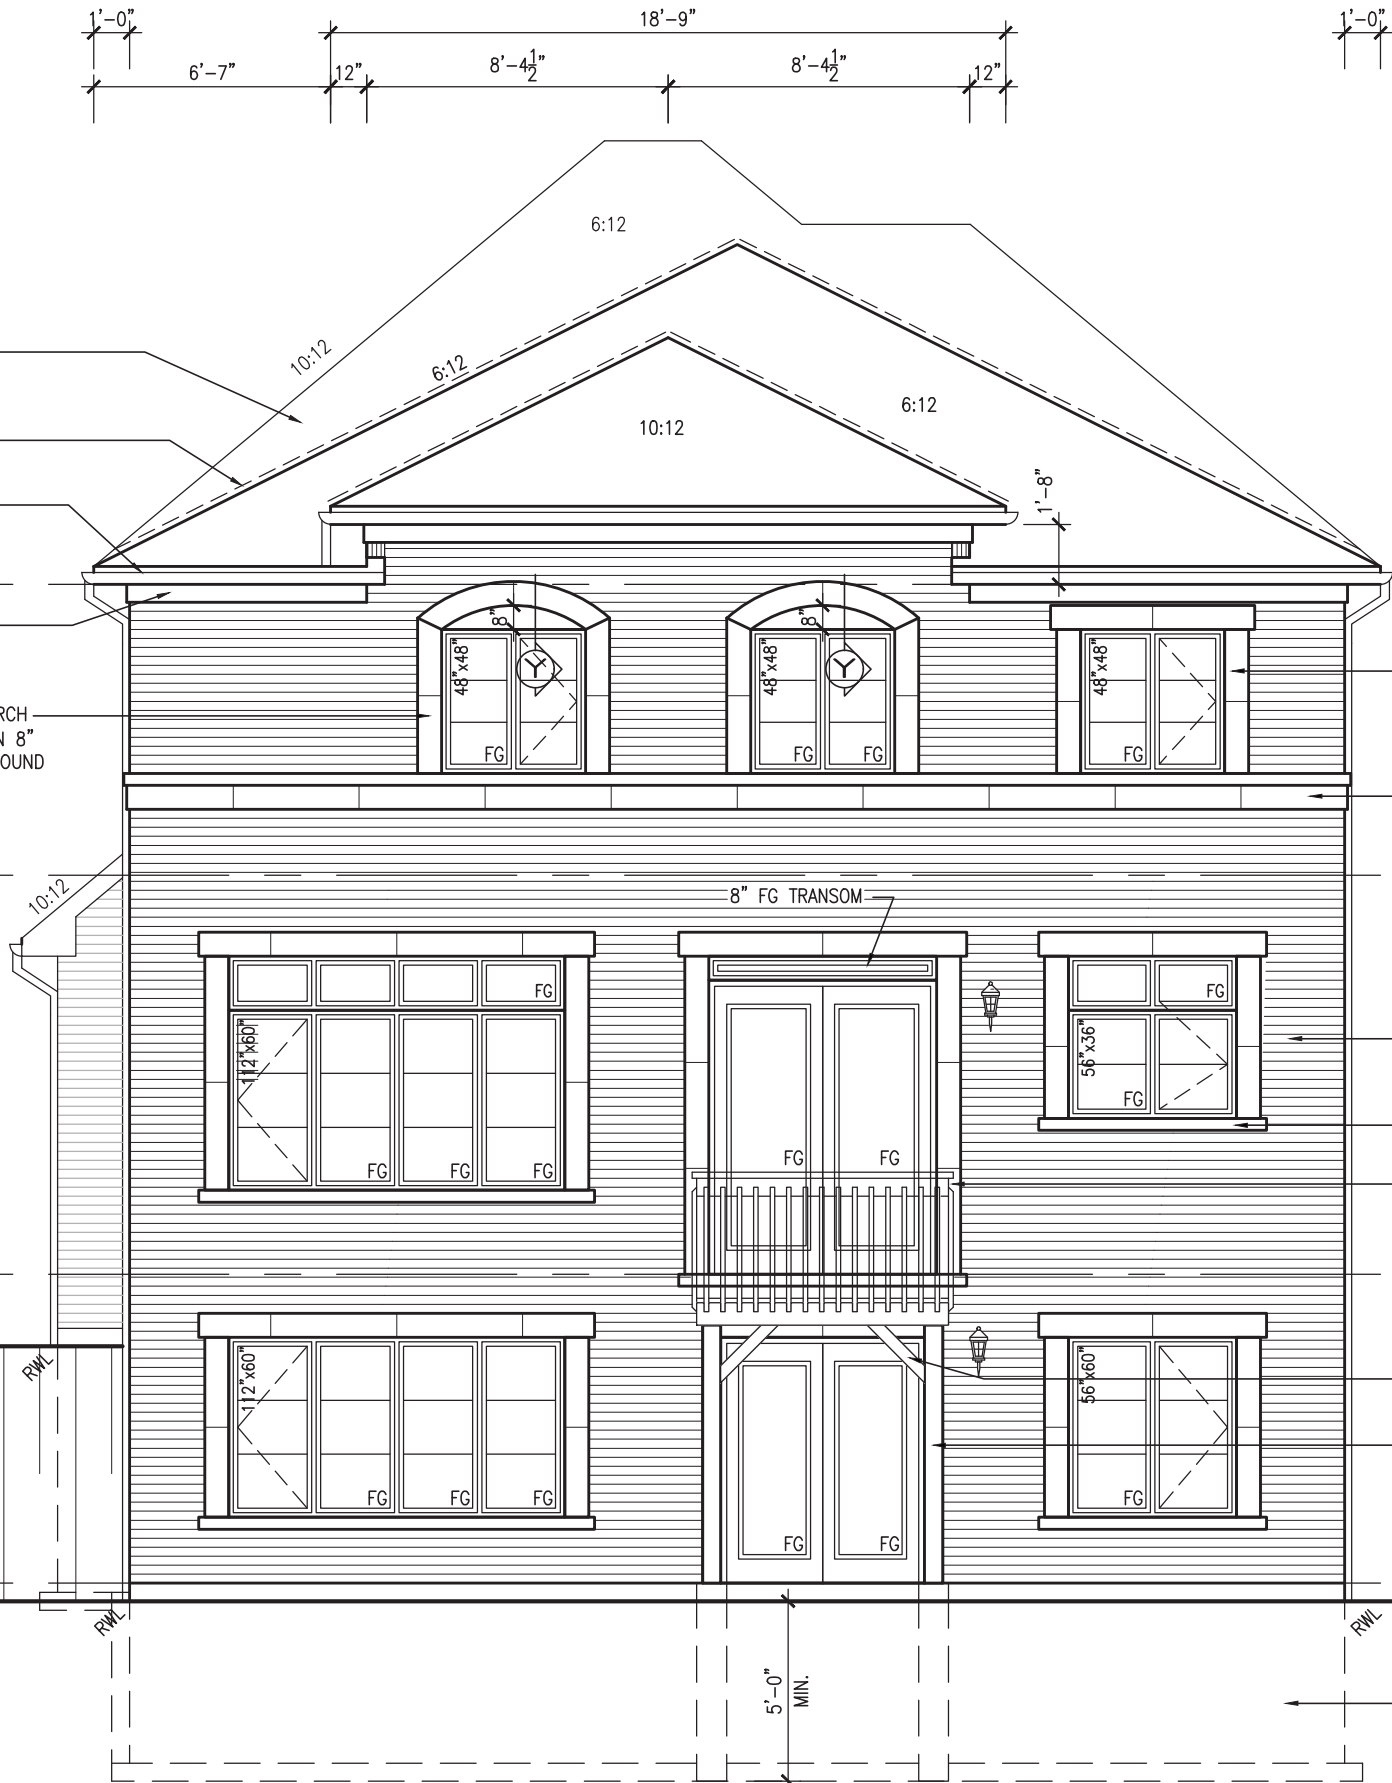 1'-0" 18'-9" 1'-0"
6'-7" 12" 8'-4½" 8'-4½" 12"
6:12
10:12
6:12
6:12
10:12
1'-8"
8" 8"
48"x48" Y 48"x48" Y 48"x48"
RCH
N 8"
OUND
FG FG FG FG
10:12
8" FG TRANSOM
FG FG
112"x60" 56"x36"
FG
FG FG
FG FG FG
112"x60" 56"x60"
RWL
FG FG FG FG
FG FG
RWL RWL
5'-0"
MIN.